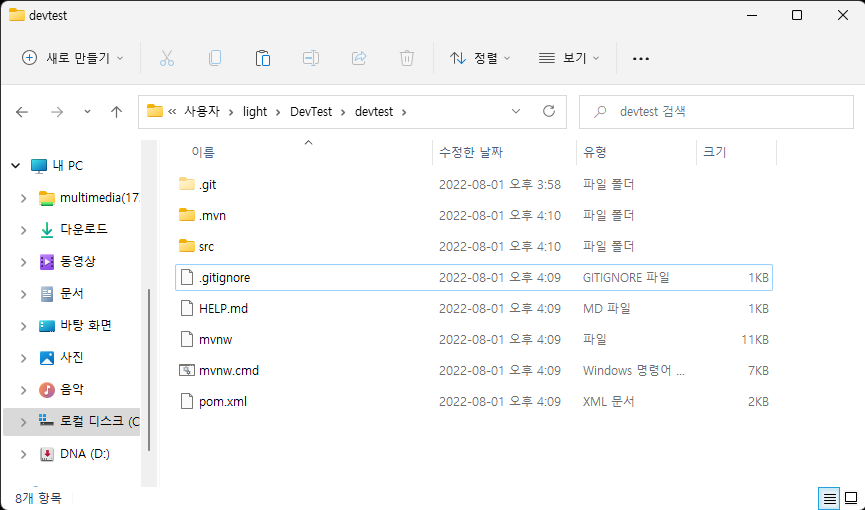 devtest
새로 만들기
정렬
보기
« 사용자 > light > DevTest > devtest >
devtest 검색
내 PC
multimedia(17
다운로드
동영상
문서
바탕 화면
사진
음악
로컬 디스크 (C
DNA (D:)
이름 수정한 날짜 유형 크기
.git 2022-08-01 오후 3:58 파일 폴더
.mvn 2022-08-01 오후 4:10 파일 폴더
src 2022-08-01 오후 4:10 파일 폴더
.gitignore 2022-08-01 오후 4:09 GITIGNORE 파일 1KB
HELP.md 2022-08-01 오후 4:09 MD 파일 1KB
mvnw 2022-08-01 오후 4:09 파일 11KB
mvnw.cmd 2022-08-01 오후 4:09 Windows 명령어 ... 7KB
pom.xml 2022-08-01 오후 4:09 XML 문서 2KB
8개 항목